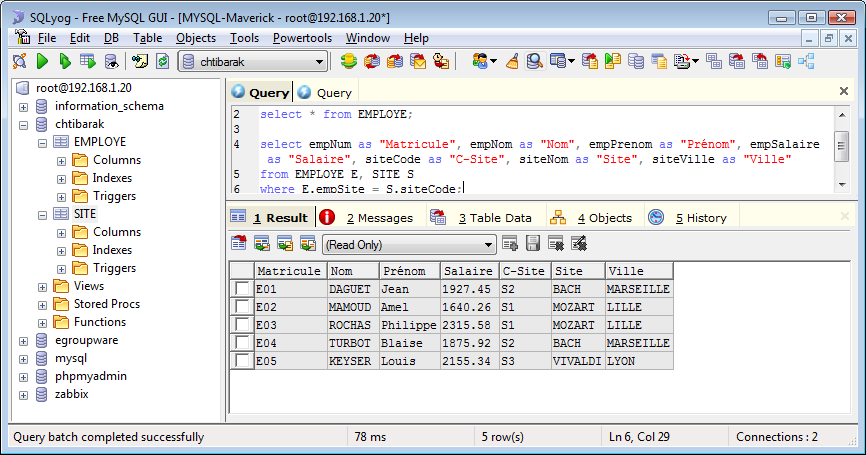 SQLyog - Free MySQL GUI - [MYSQL-Maverick - root@192.168.1.20*]
File Edit DB Table Objects Tools Powertools Window Help
chtibarak
root@192.168.1.20
information_schema
chtibarak
EMPLOYE
Columns
Indexes
Triggers
SITE
Columns
Indexes
Triggers
Views
Stored Procs
Functions
egroupware
mysql
phpmyadmin
zabbix
Query Query
2 select * from EMPLOYE;
3
4 select empNum as "Matricule", empNom as "Nom", empPrenom as "Prénom", empSalaire
as "Salaire", siteCode as "C-Site", siteNom as "Site", siteVille as "Ville"
5 from EMPLOYE E, SITE S
6 where E.empSite = S.siteCode;
1 Result 2 Messages 3 Table Data 4 Objects 5 History
(Read Only)
Matricule Nom Prénom Salaire C-Site Site Ville
E01 DAGUET Jean 1927.45 S2 BACH MARSEILLE
E02 MAMOUD Amel 1640.26 S1 MOZART LILLE
E03 ROCHAS Philippe 2315.58 S1 MOZART LILLE
E04 TURBOT Blaise 1875.92 S2 BACH MARSEILLE
E05 KEYSER Louis 2155.34 S3 VIVALDI LYON
Query batch completed successfully 78 ms 5 row(s) Ln 6, Col 29 Connections : 2